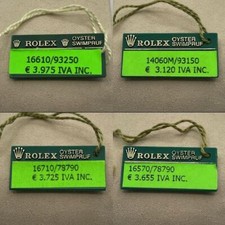 ROLEX OYSTER SWIMPRUF
16610/93250
€ 3.975 IVA INC.
ROLEX OYSTER SWIMPRUF
14060M/93150
€ 3.120 IVA INC.
ROLEX OYSTER SWIMPRUF
16710/78790
€ 3.725 IVA INC.
ROLEX OYSTER SWIMPRUF
16570/78790
€ 3.655 IVA INC.